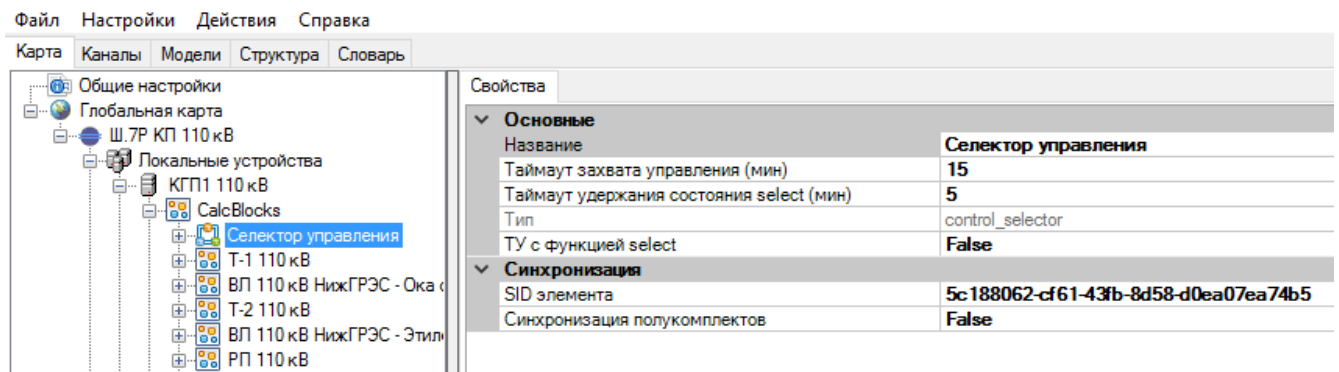 Файл Настройки Действия Справка
Карта Каналы Модели Структура Словарь
Общие настройки
Глобальная карта
Ш.7Р КП 110 кВ
Локальные устройства
КГП1 110 кВ
CalcBlocks
Селектор управления
Т-1 110 кВ
ВЛ 110 кВ НижГРЭС - Ока
Т-2 110 кВ
ВЛ 110 кВ НижГРЭС -
РП 110 кВ
Свойства
Основные
Название Селектор управления
Таймаут захвата управления (мин) 15
Таймаут удержания состояния select (мин) 5
Тип control_selector
ТУ с функцией select False
Синхронизация
SID элемента 5c188062-cf61-43fb-8d58-d0ea07ea74b5
Синхронизация полукомплектов False